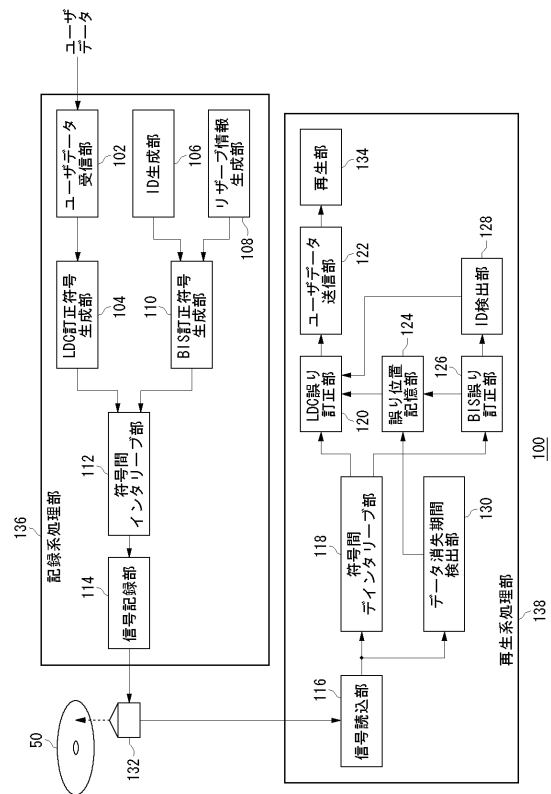 ユーザ
データ
136
記録系処理部
ユーザデータ
受信部
102
ID生成部
106
リザーブ情報
生成部
108
LDC訂正符号
生成部
104
BIS訂正符号
生成部
110
符号間
インタリーブ部
112
信号記録部
114
50
132
信号読込部
116
符号間
ディインタリーブ部
118
データ消失期間
検出部
130
LDC誤り
訂正部
120
誤り位置
記憶部
124
BIS誤り
訂正部
126
ユーザデータ
送信部
122
ID検出部
128
再生部
134
再生系処理部
138
100